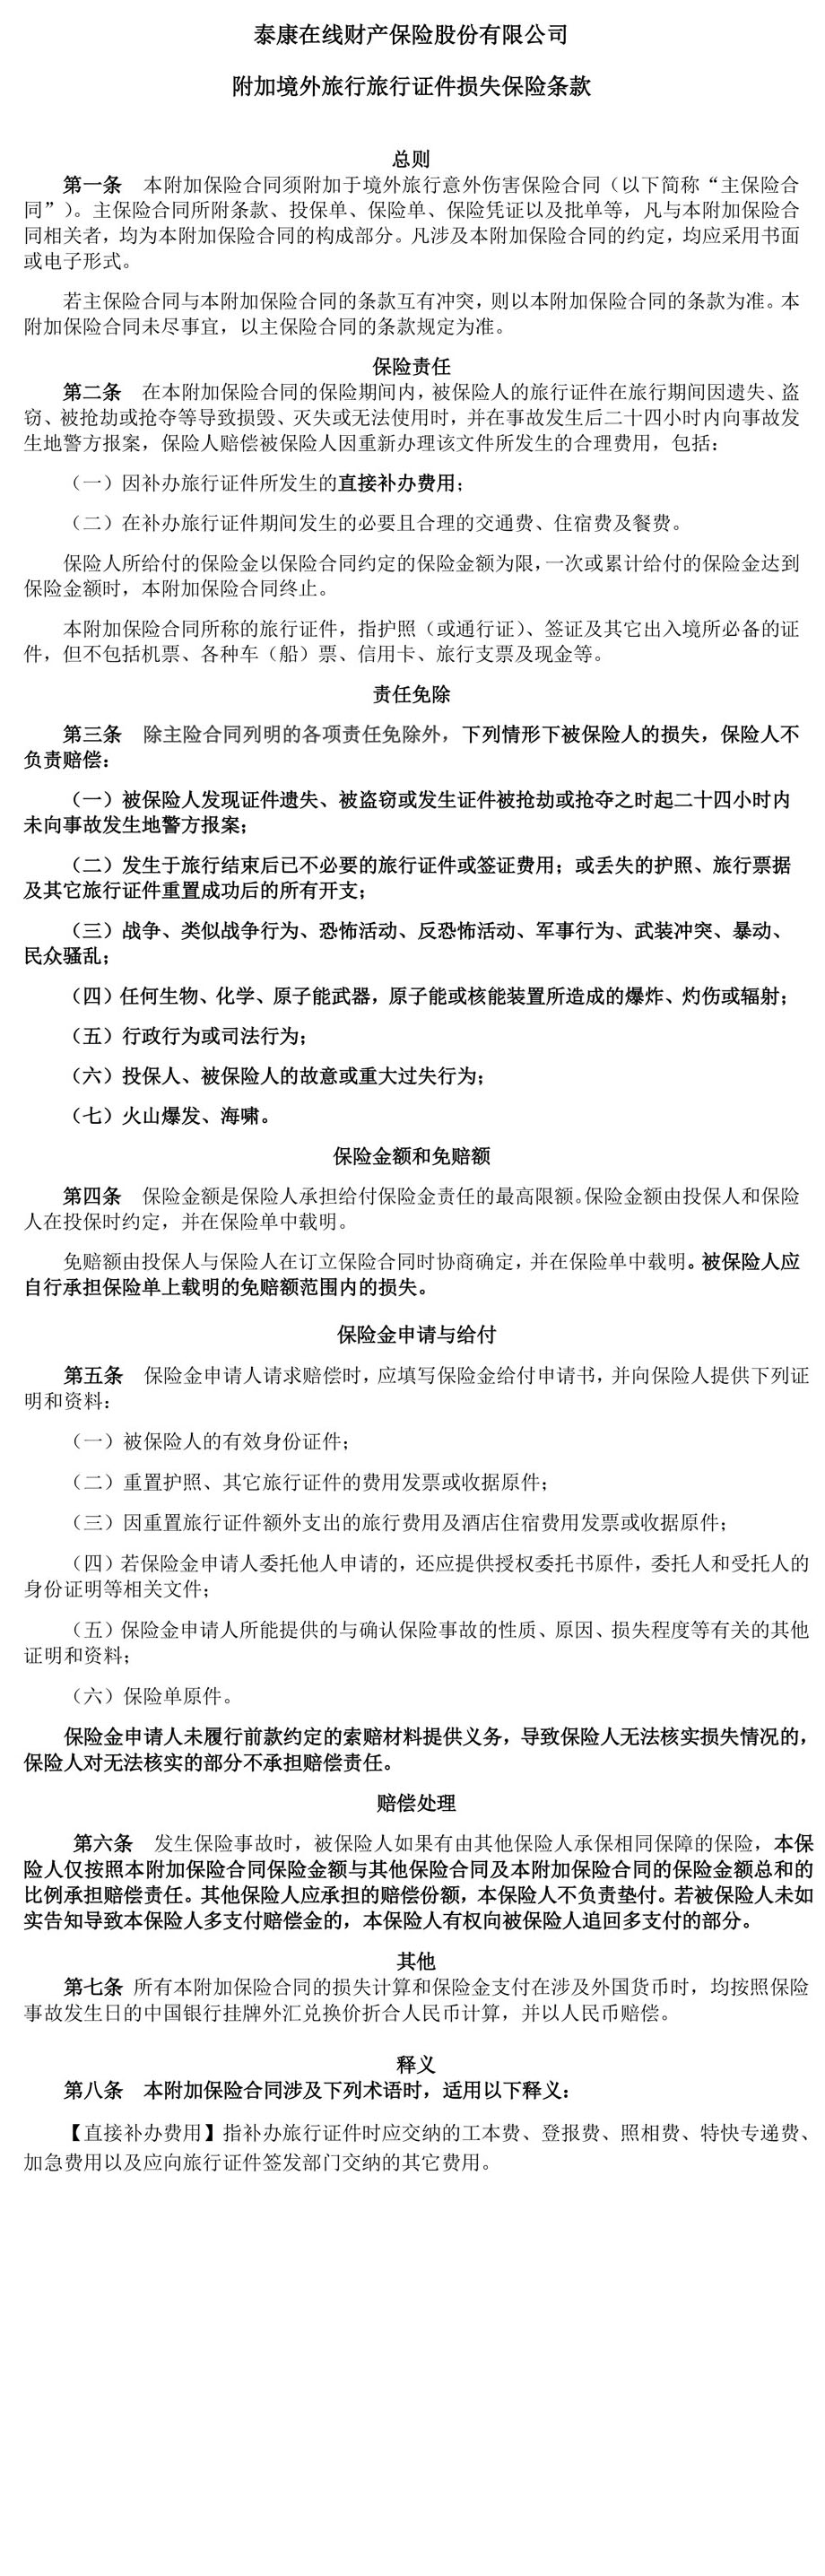 泰康在线财产保险股份有限公司
附加境外旅行旅行证件损失保险条款
总则
第一条 本附加保险合同须附加于境外旅行意外伤害保险合同（以下简称“主保险合
同”）。主保险合同所附条款、投保单、保险单、保险凭证以及批单等，凡与本附加保险合
同相关者，均为本附加保险合同的构成部分。凡涉及本附加保险合同的约定，均应采用书面
或电子形式。
若主保险合同与本附加保险合同的条款互有冲突，则以本附加保险合同的条款为准。本
附加保险合同未尽事宜，以主保险合同的条款规定为准。
保险责任
第二条 在本附加保险合同的保险期间内，被保险人的旅行证件在旅行期间因遗失、盗
窃、被抢劫或抢夺等导致损毁、灭失或无法使用时，并在事故发生后二十四小时内向事故发
生地警方报案，保险人赔偿被保险人因重新办理该文件所发生的合理费用，包括：
（一）因补办旅行证件所发生的直接补办费用；
（二）在补办旅行证件期间发生的必要且合理的交通费、住宿费及餐费。
保险人所给付的保险金以保险合同约定的保险金额为限，一次或累计给付的保险金达到
保险金额时，本附加保险合同终止。
本附加保险合同所称的旅行证件，指护照（或通行证）、签证及其它出入境所必备的证
件，但不包括机票、各种车（船）票、信用卡、旅行支票及现金等。
责任免除
第三条 除主险合同列明的各项责任免除外，下列情形下被保险人的损失，保险人不
负责赔偿：
（一）被保险人发现证件遗失、被盗窃或发生证件被抢劫或抢夺之时起二十四小时内
未向事故发生地警方报案；
（二）发生于旅行结束后已不必要的旅行证件或签证费用；或丢失的护照、旅行票据
及其它旅行证件重置成功后的所有开支；
（三）战争、类似战争行为、恐怖活动、反恐怖活动、军事行为、武装冲突、暴动、
民众骚乱；
（四）任何生物、化学、原子能武器，原子能或核能装置所造成的爆炸、灼伤或辐射；
（五）行政行为或司法行为；
（六）投保人、被保险人的故意或重大过失行为；
（七）火山爆发、海啸。
保险金额和免赔额
第四条 保险金额是保险人承担给付保险金责任的最高限额。保险金额由投保人和保险
人在投保时约定，并在保险单中载明。
免赔额由投保人与保险人在订立保险合同时协商确定，并在保险单中载明。被保险人应
自行承担保险单上载明的免赔额范围内的损失。
保险金申请与给付
第五条 保险金申请人请求赔偿时，应填写保险金给付申请书，并向保险人提供下列证
明和资料：
（一）被保险人的有效身份证件；
（二）重置护照、其它旅行证件的费用发票或收据原件；
（三）因重置旅行证件额外支出的旅行费用及酒店住宿费用发票或收据原件；
（四）若保险金申请人委托他人申请的，还应提供授权委托书原件，委托人和受托人的
身份证明等相关文件；
（五）保险金申请人所能提供的与确认保险事故的性质、原因、损失程度等有关的其他
证明和资料；
（六）保险单原件。
保险金申请人未履行前款约定的索赔材料提供义务，导致保险人无法核实损失情况的，
保险人对无法核实的部分不承担赔偿责任。
赔偿处理
第六条 发生保险事故时，被保险人如果有由其他保险人承保相同保障的保险，本保
险人仅按照本附加保险合同保险金额与其他保险合同及本附加保险合同的保险金额总和的
比例承担赔偿责任。其他保险人应承担的赔偿份额，本保险人不负责垫付。若被保险人未如
实告知导致本保险人多支付赔偿金的，本保险人有权向被保险人追回多支付的部分。
其他
第七条 所有本附加保险合同的损失计算和保险金支付在涉及外国货币时，均按照保险
事故发生日的中国银行挂牌外汇兑换价折合人民币计算，并以人民币赔偿。
释义
第八条 本附加保险合同涉及下列术语时，适用以下释义：
【直接补办费用】指补办旅行证件时应交纳的工本费、登报费、照相费、特快专递费、
加急费用以及应向旅行证件签发部门交纳的其它费用。